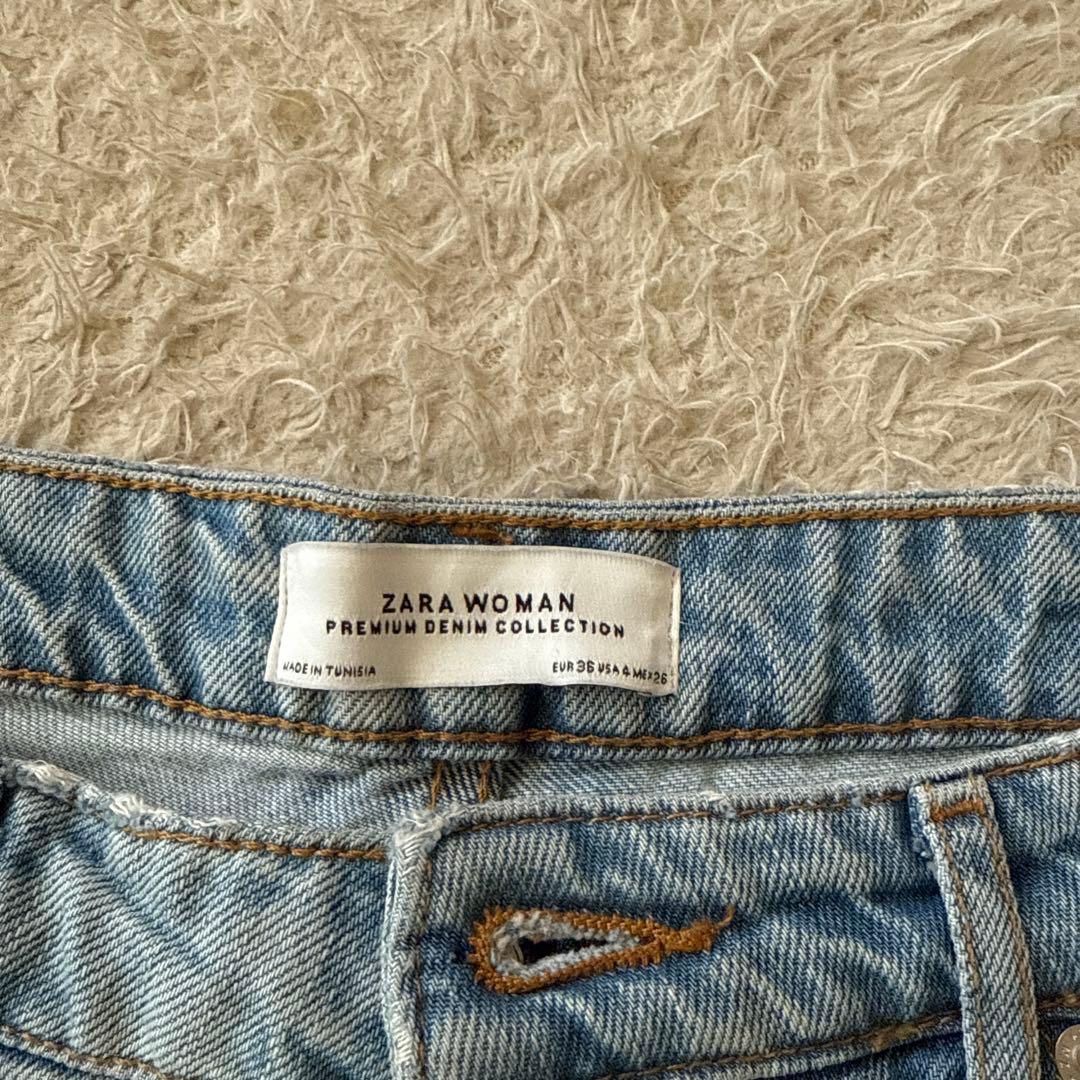 ZARA WOMAN
PREMIUM DENIM COLLECTION
MADE IN TUNISIA EUR 36 USA 4 MEX 26